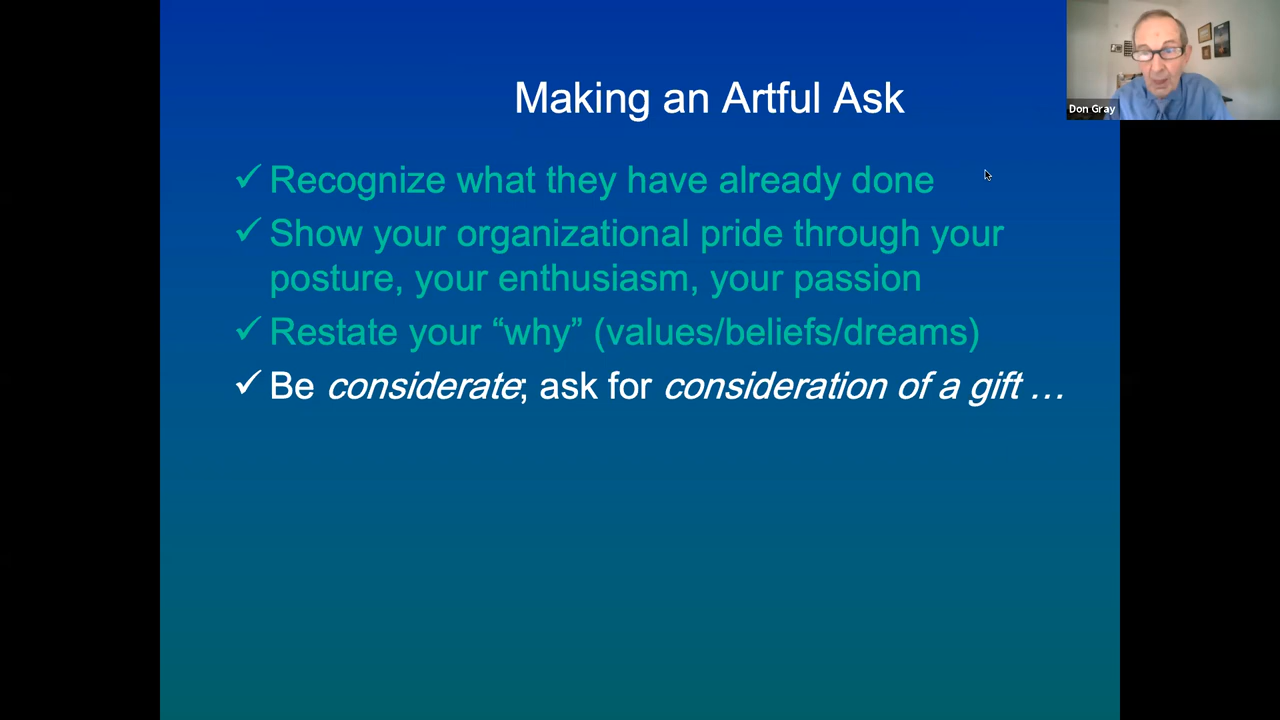 Making an Artful Ask
Don Gray
✓ Recognize what they have already done
✓ Show your organizational pride through your
posture, your enthusiasm, your passion
✓ Restate your “why” (values/beliefs/dreams)
✓ Be considerate; ask for consideration of a gift …